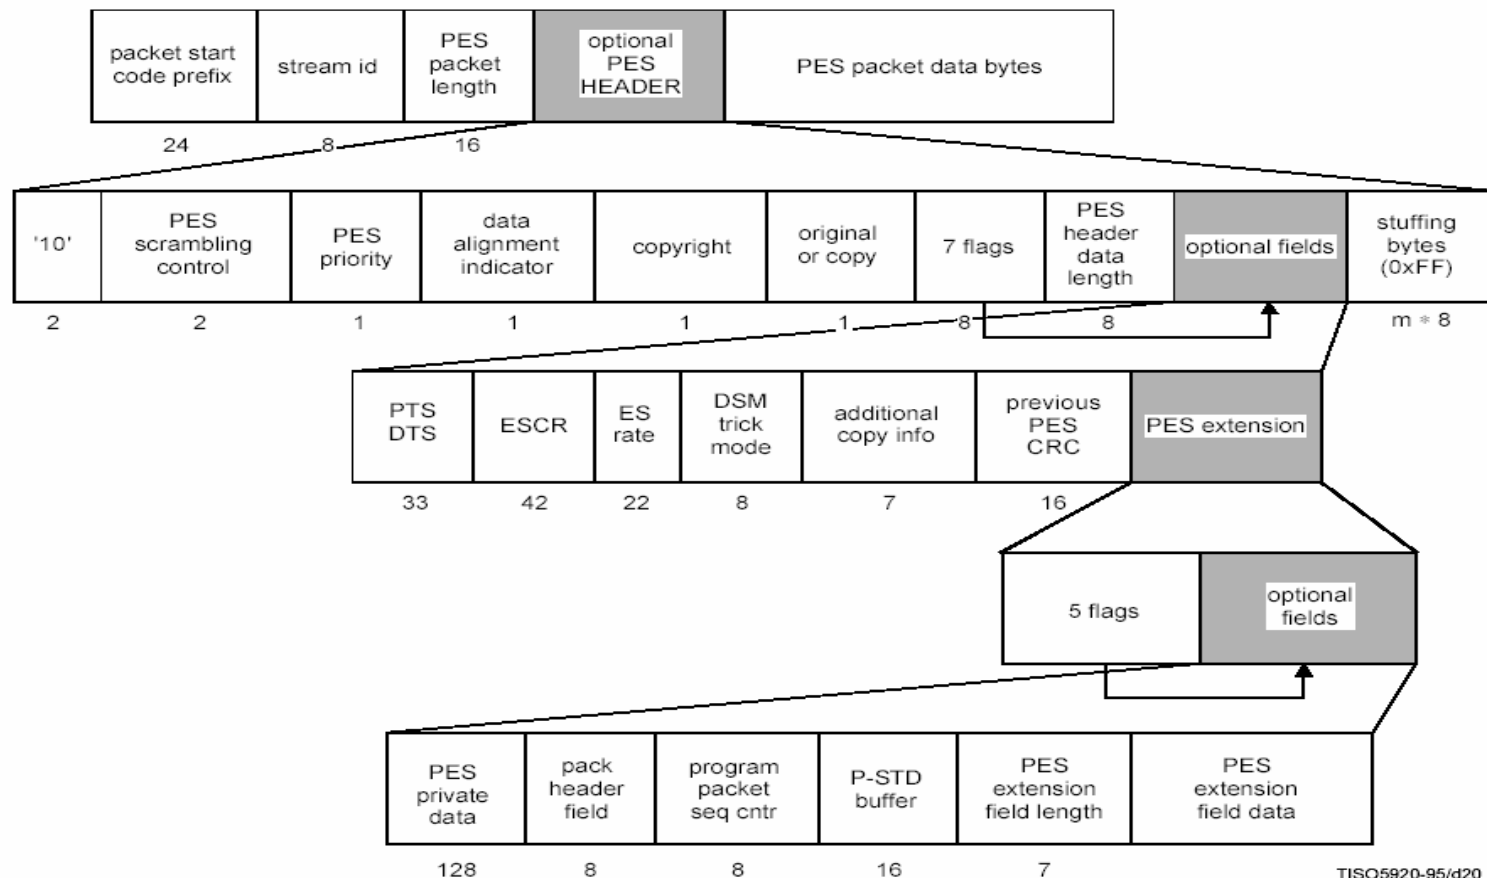 packet start
code prefix
stream id
PES
packet
length
optional
PES
HEADER
PES packet data bytes
24
8
16
'10'
PES
scrambling
control
PES
priority
data
alignment
indicator
copyright
original
or copy
7 flags
PES
header
data
length
optional fields
stuffing
bytes
(0xFF)
2
2
1
1
1
1
8
8
m * 8
PTS
DTS
ESCR
ES
rate
DSM
trick
mode
additional
copy info
previous
PES
CRC
PES extension
33
42
22
8
7
16
5 flags
optional
fields
PES
private
data
pack
header
field
program
packet
seq cntr
P-STD
buffer
PES
extension
field length
PES
extension
field data
128
8
8
16
7
TISO5920-95/d20